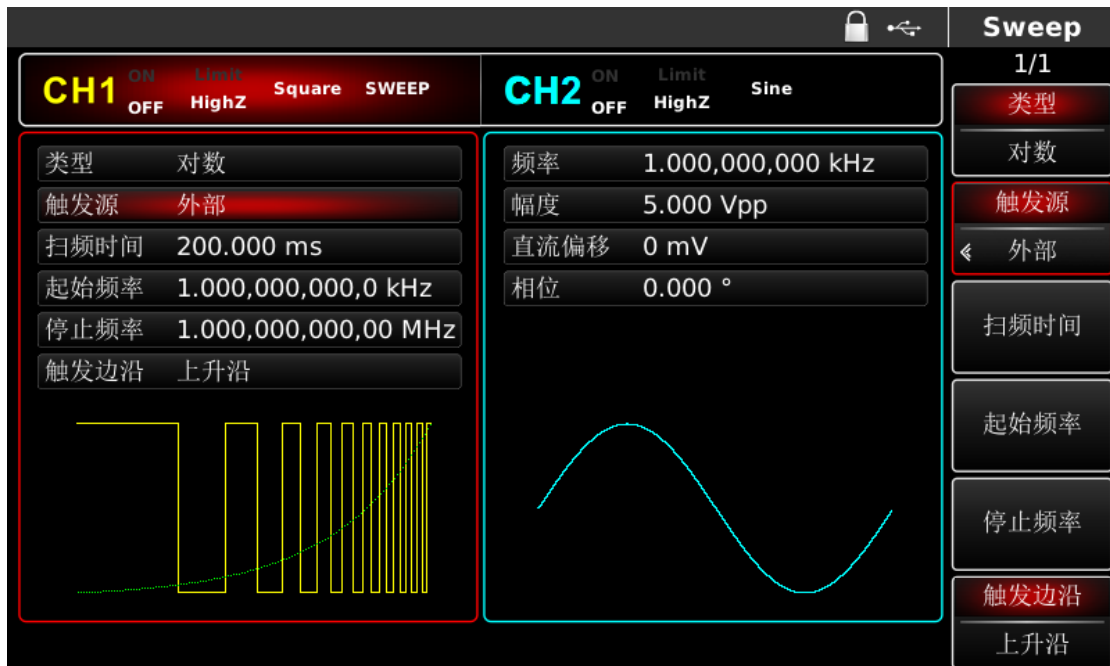 Sweep
1/1
CH1 ON OFF Limit HighZ Square SWEEP
CH2 ON OFF Limit HighZ Sine
类型 对数
触发源 外部
扫频时间 200.000 ms
起始频率 1.000,000,000,0 kHz
停止频率 1.000,000,000,00 MHz
触发边沿 上升沿
频率 1.000,000,000 kHz
幅度 5.000 Vpp
直流偏移 0 mV
相位 0.000 °
类型
对数
触发源
外部
扫频时间
起始频率
停止频率
触发边沿
上升沿